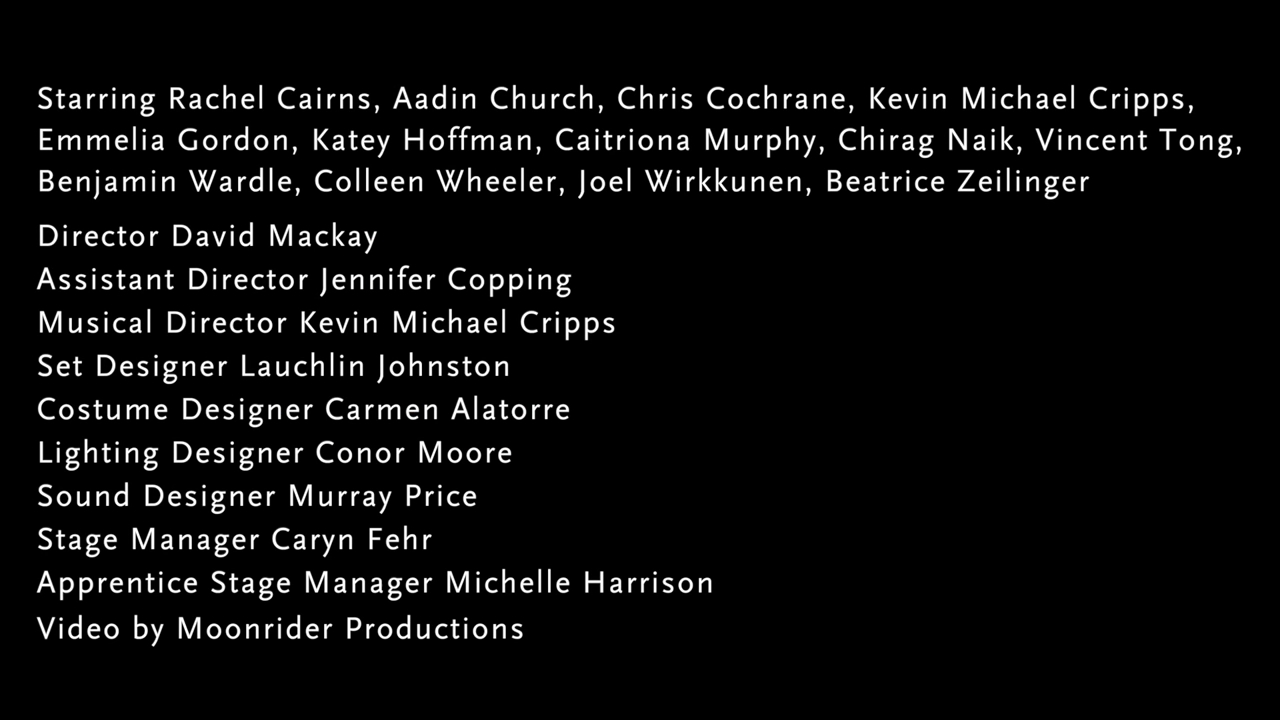 Starring Rachel Cairns, Aadin Church, Chris Cochrane, Kevin Michael Cripps,
Emmelia Gordon, Katey Hoffman, Caitriona Murphy, Chirag Naik, Vincent Tong,
Benjamin Wardle, Colleen Wheeler, Joel Wirkkunen, Beatrice Zeilinger
Director David Mackay
Assistant Director Jennifer Copping
Musical Director Kevin Michael Cripps
Set Designer Lauchlin Johnston
Costume Designer Carmen Alatorre
Lighting Designer Conor Moore
Sound Designer Murray Price
Stage Manager Caryn Fehr
Apprentice Stage Manager Michelle Harrison
Video by Moonrider Productions